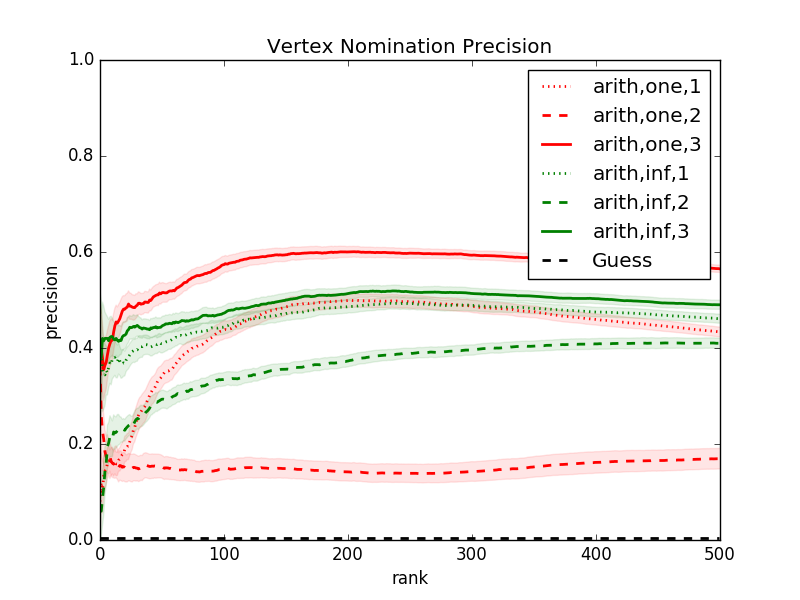 Vertex Nomination Precision
1.0
0.8
0.6
0.4
0.2
0.0
precision
arith,one,1
arith,one,2
arith,one,3
arith,inf,1
arith,inf,2
arith,inf,3
Guess
0 100 200 300 400 500
rank